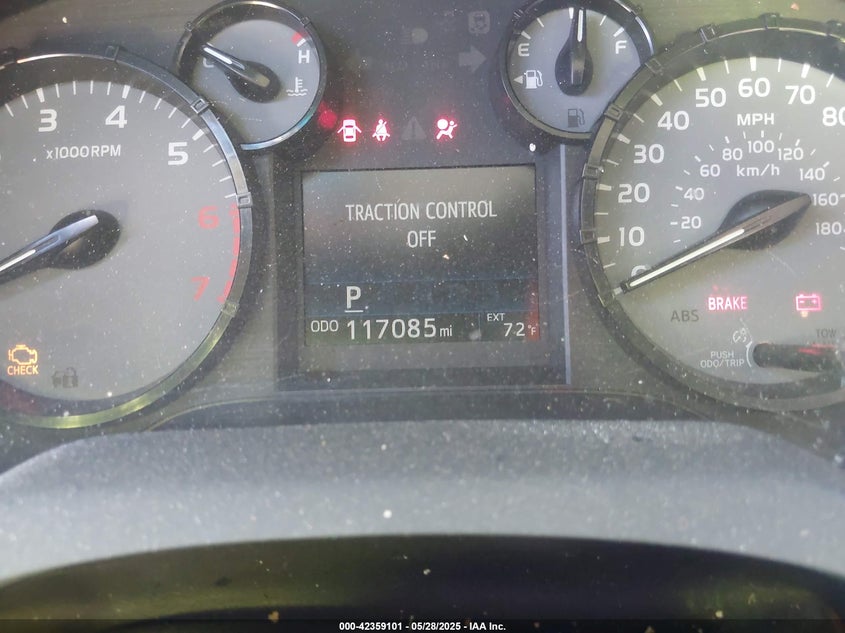 3
4
5
6
7
x1000RPM
CHECK
C
H
E
F
TRACTION CONTROL
OFF
P
ODO 117085 mi
EXT
72°F
10
20
30
40
50
60
70
80
MPH
km/h
20
40
60
80
100
120
140
160
180
ABS
BRAKE
PUSH
ODO/TRIP
TOW
000-42359101 - 05/28/2025 - IAA Inc.